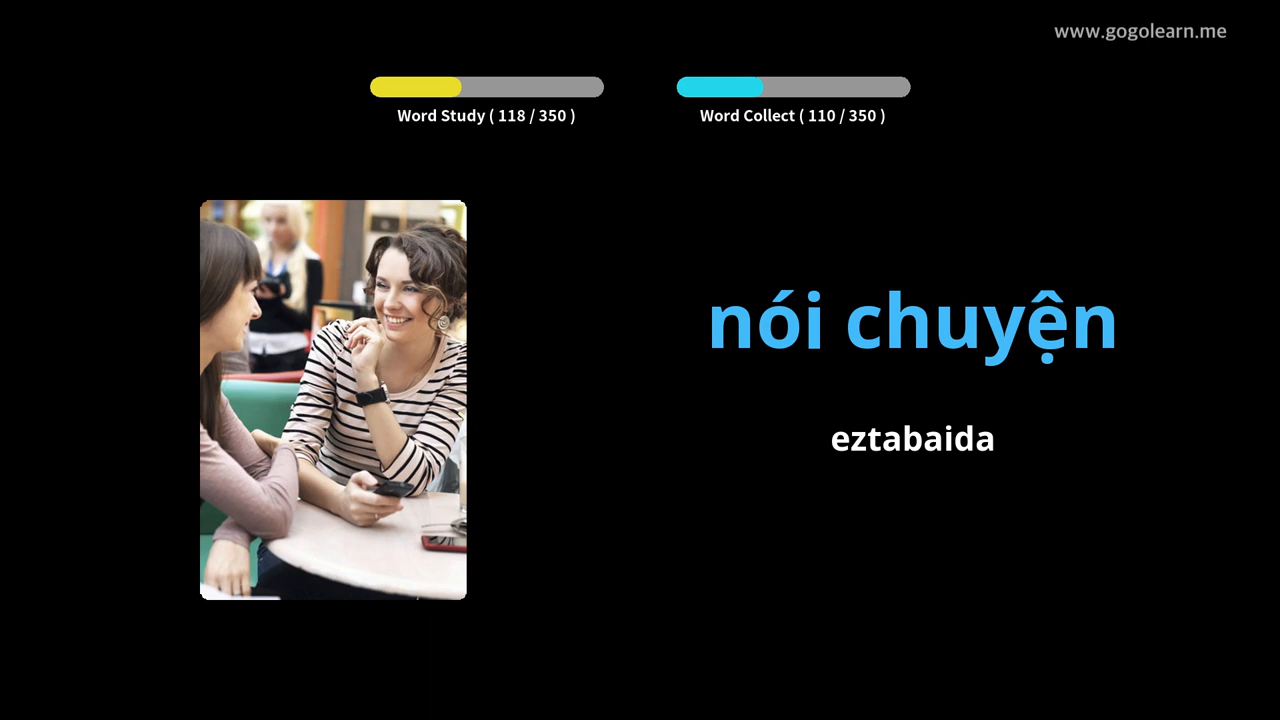 www.gogolearn.me
Word Study ( 118 / 350 )
Word Collect ( 110 / 350 )
nói chuyện
eztabaida